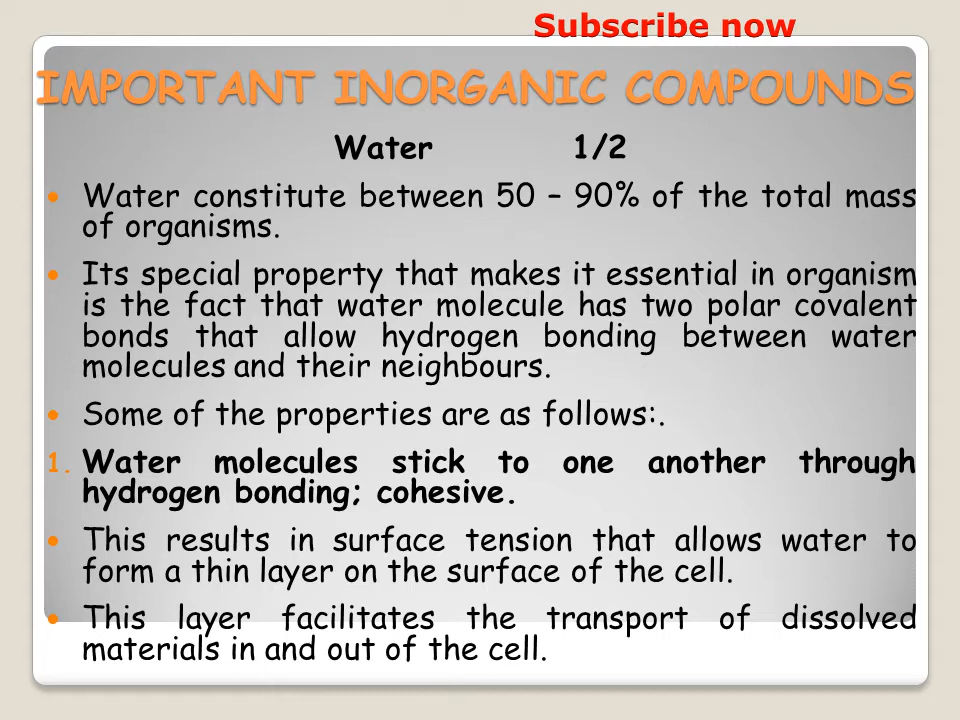 Subscribe now
IMPORTANT INORGANIC COMPOUNDS
Water 1/2
• Water constitute between 50 – 90% of the total mass
of organisms.
• Its special property that makes it essential in organism
is the fact that water molecule has two polar covalent
bonds that allow hydrogen bonding between water
molecules and their neighbours.
• Some of the properties are as follows:.
1. Water molecules stick to one another through
hydrogen bonding; cohesive.
• This results in surface tension that allows water to
form a thin layer on the surface of the cell.
• This layer facilitates the transport of dissolved
materials in and out of the cell.